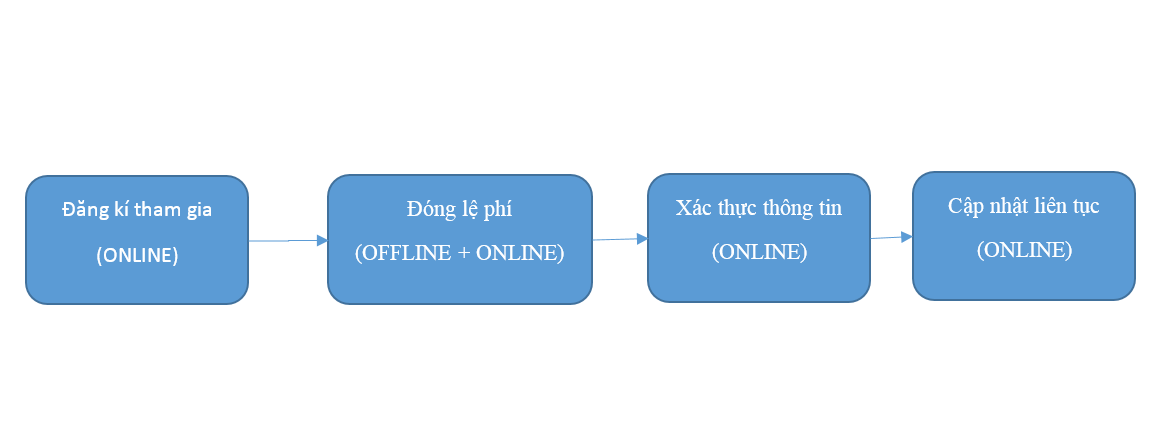 Đăng kí tham gia
(ONLINE)
Đóng lệ phí
(OFFLINE + ONLINE)
Xác thực thông tin
(ONLINE)
Cập nhật liên tục
(ONLINE)